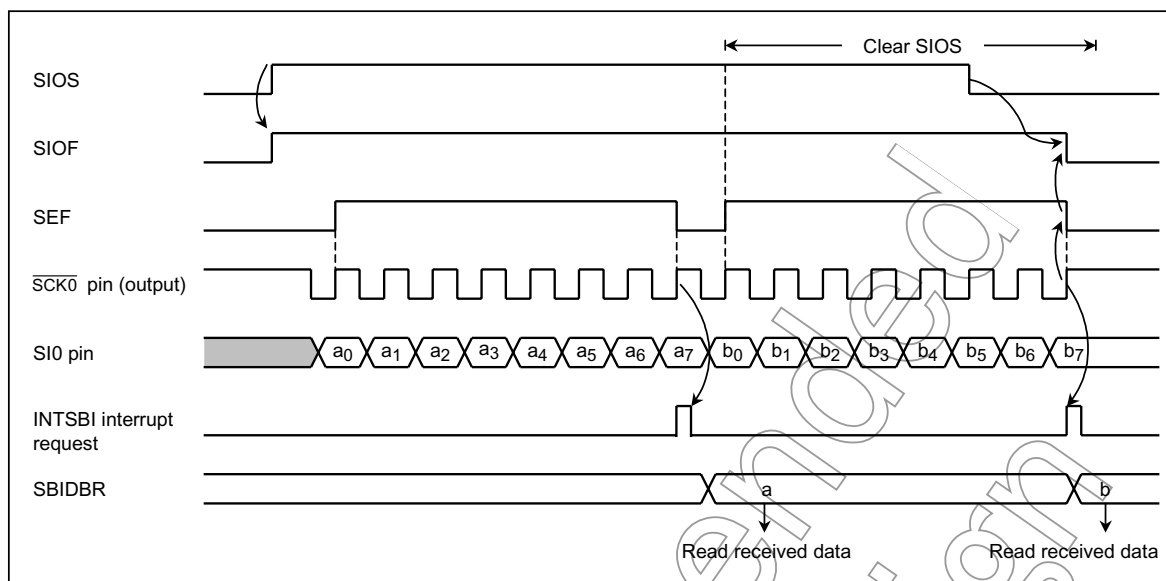 Clear SIOS
SIOS
SIOF
SEF
SCK0 pin (output)
SI0 pin
a0 a1 a2 a3 a4 a5 a6 a7 b0 b1 b2 b3 b4 b5 b6 b7
INTSBI interrupt
request
SBIDBR
a b
Read received data Read received data